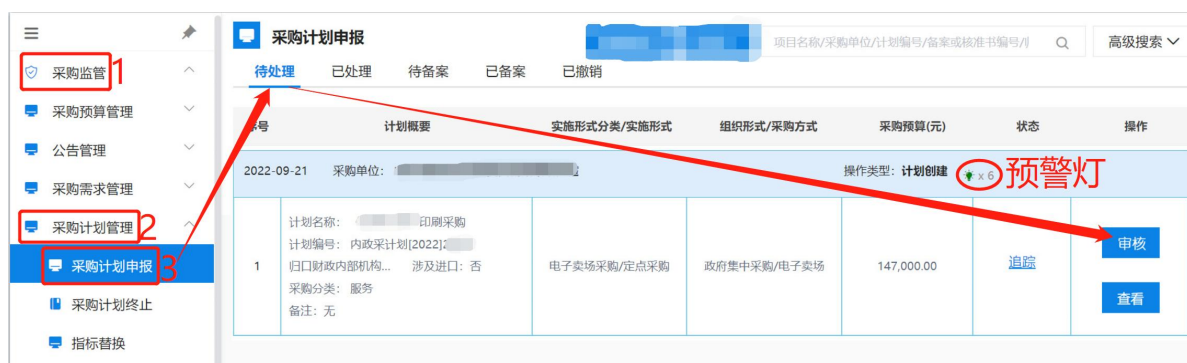 采购计划申报
项目名称/采购单位/计划编号/备案或核准书编号/
高级搜索
采购监管 1
待处理 已处理 待备案 已备案 已撤销
采购预算管理
序号 计划概要 实施形式分类/实施形式 组织形式/采购方式 采购预算(元) 状态 操作
公告管理
2022-09-21 采购单位: 操作类型: 计划创建 x 6 预警灯
采购需求管理
采购计划管理 2
计划名称: 印刷采购
计划编号: 内政采计划[2022]2
1 归口财政内部机构... 涉及进口: 否 电子卖场采购/定点采购 政府集中采购/电子卖场 147,000.00 追踪 审核
采购计划申报 3
采购分类: 服务
备注: 无
查看
采购计划终止
指标替换